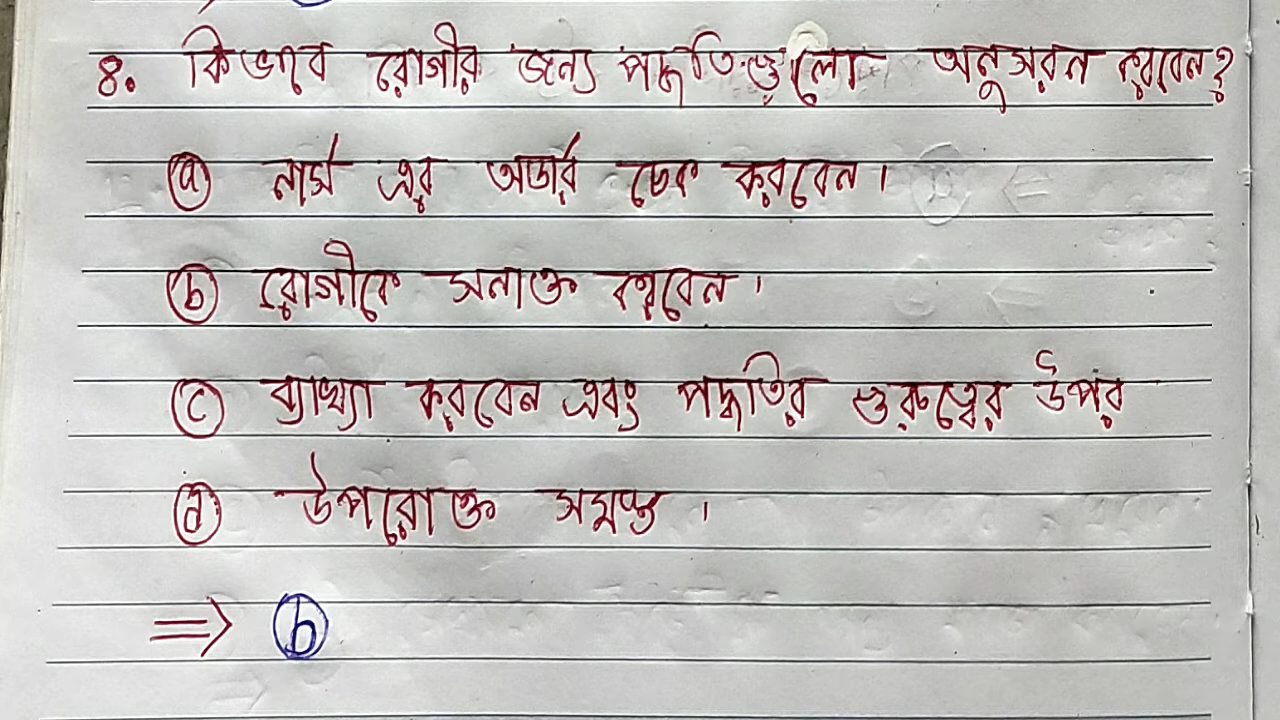 ৪. কিভাবে রোগীর জন্য পদ্ধতিগুলো অনুসরন করবেন?
ⓐ নার্স এর অর্ডার চেক করবেন।
ⓑ রোগীকে সনাক্ত করবেন।
ⓒ ব্যাখ্যা করবেন এবং পদ্ধতির গুরুত্বের উপর
ⓓ উপরোক্ত সমস্ত।
⇒ ⓑ